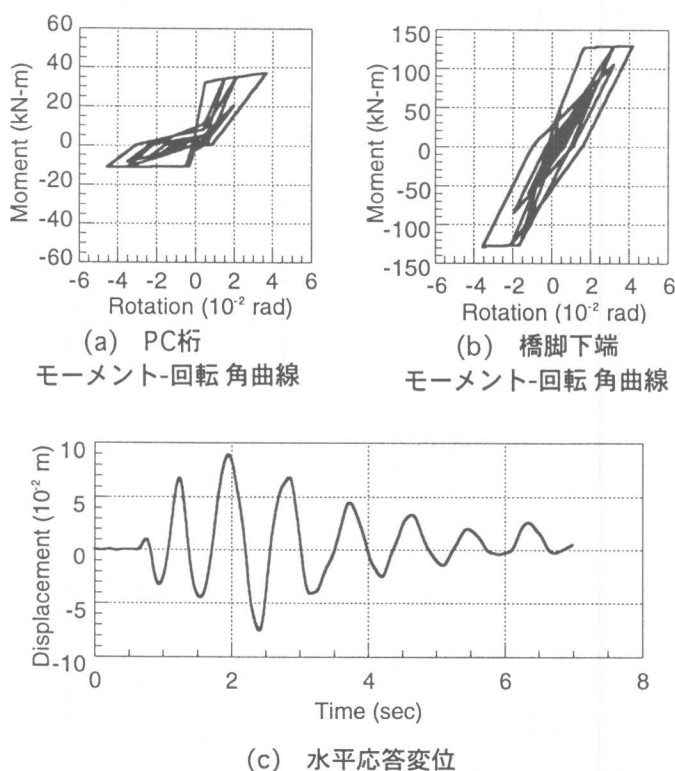 60
40
20
0
-20
-40
-60
Moment (kN-m)
-6 -4 -2 0 2 4 6
Rotation (10⁻² rad)
(a) PC桁
モーメント-回転 角曲線
150
100
50
0
-50
-100
-150
Moment (kN-m)
-6 -4 -2 0 2 4 6
Rotation (10⁻² rad)
(b) 橋脚下端
モーメント-回転 角曲線
10
5
0
-5
-10
Displacement (10⁻² m)
0 2 4 6 8
Time (sec)
(c) 水平応答変位